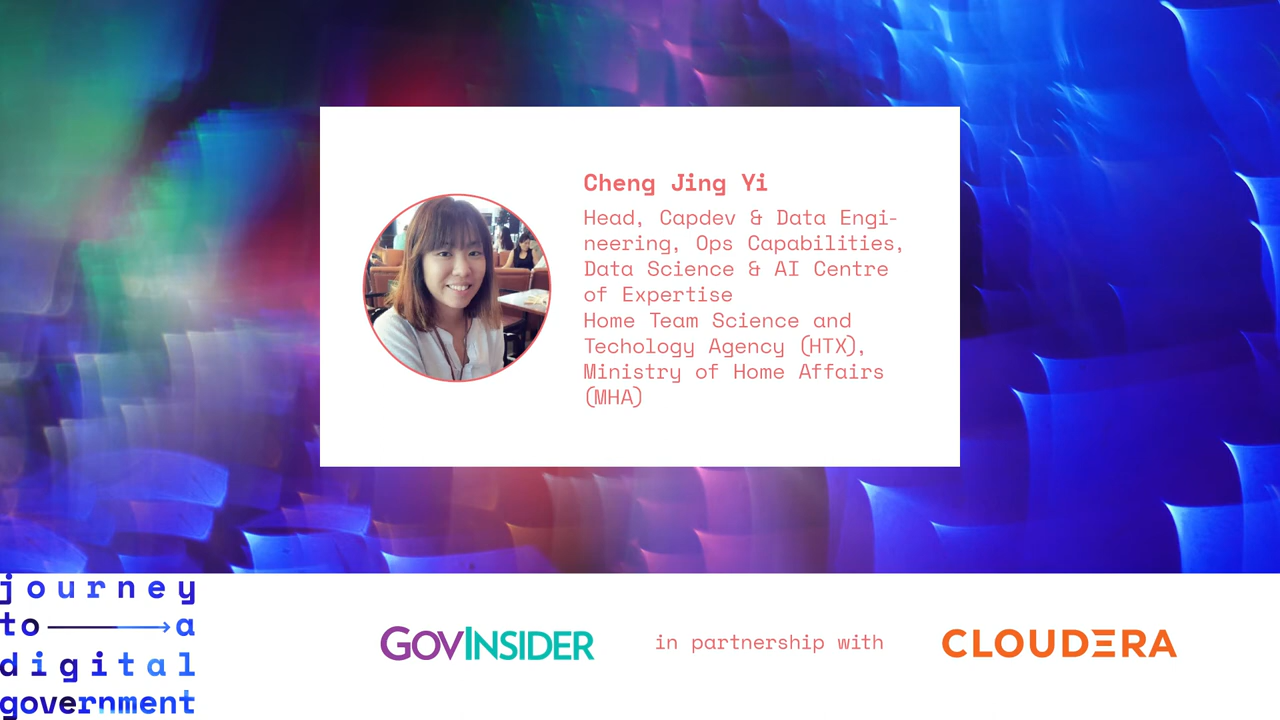 Cheng Jing Yi
Head, Capdev & Data Engi-
neering, Ops Capabilities,
Data Science & AI Centre
of Expertise
Home Team Science and
Techology Agency (HTX),
Ministry of Home Affairs
(MHA)
journey
to a
digital
government
GOVINSIDER
in partnership with
CLOUDERA